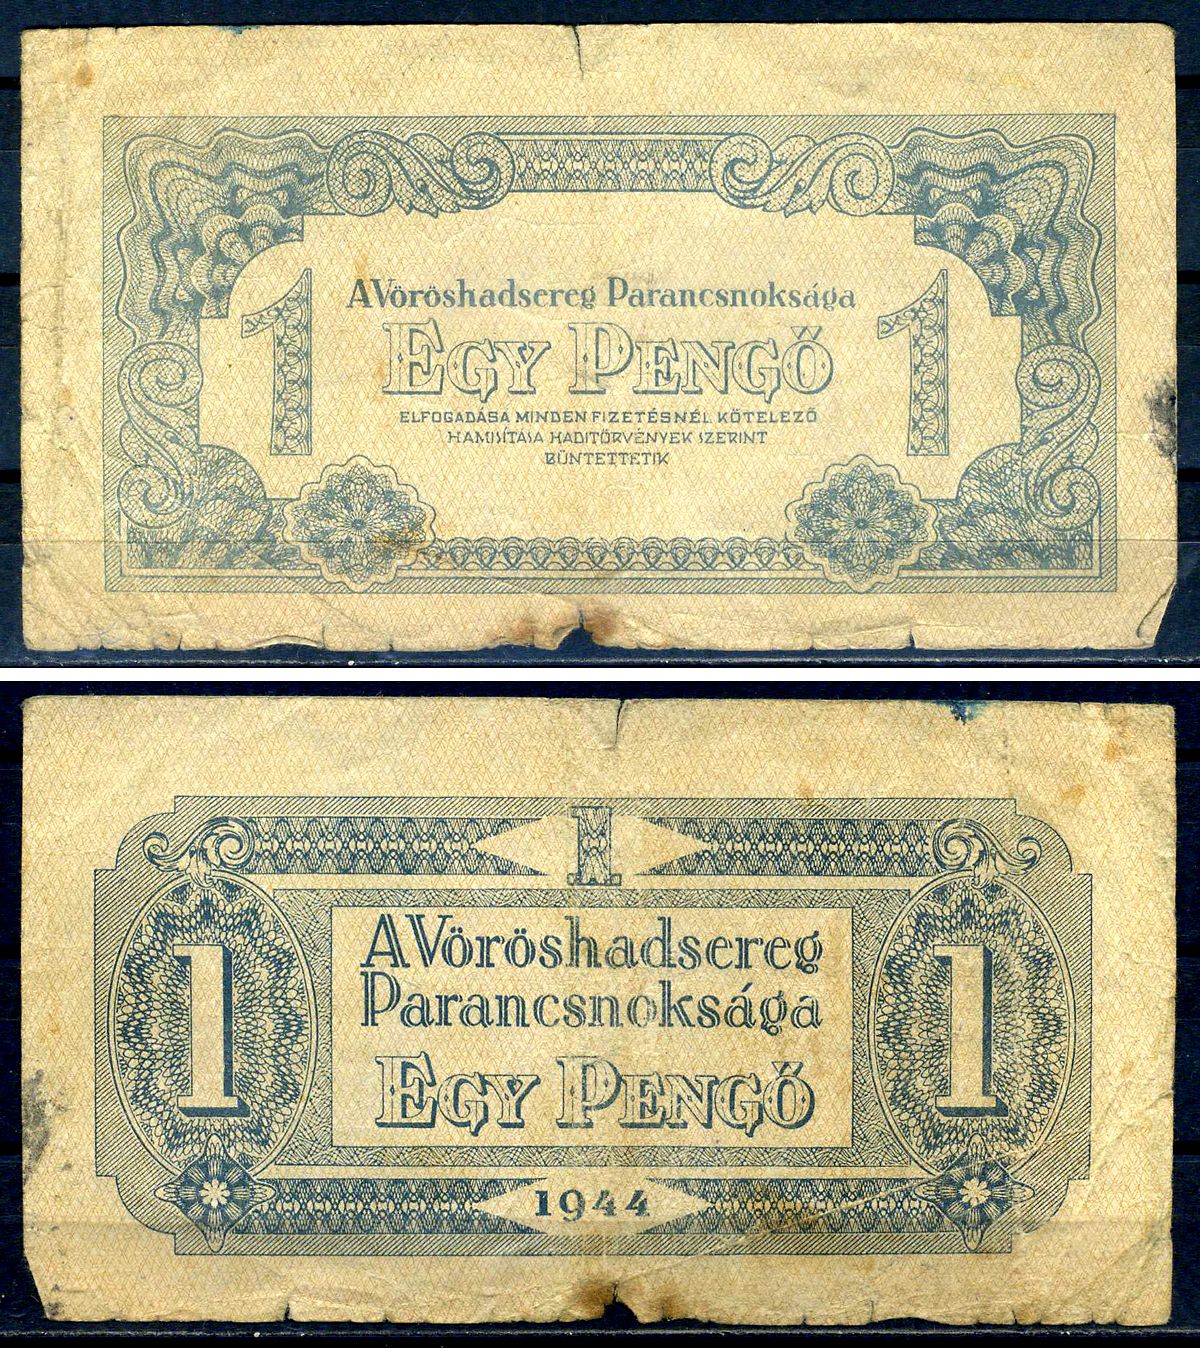 1
1
A Vöröshadsereg Parancsnoksága
EGY PENGŐ
ELFOGADÁSA MINDEN FIZETÉSNÉL KÖTELEZŐ
HAMISÍTÁSA HADITÖRVÉNYEK SZERINT
BÜNTETTETIK
1
1
1
A Vöröshadsereg
Parancsnoksága
EGY PENGŐ
1944